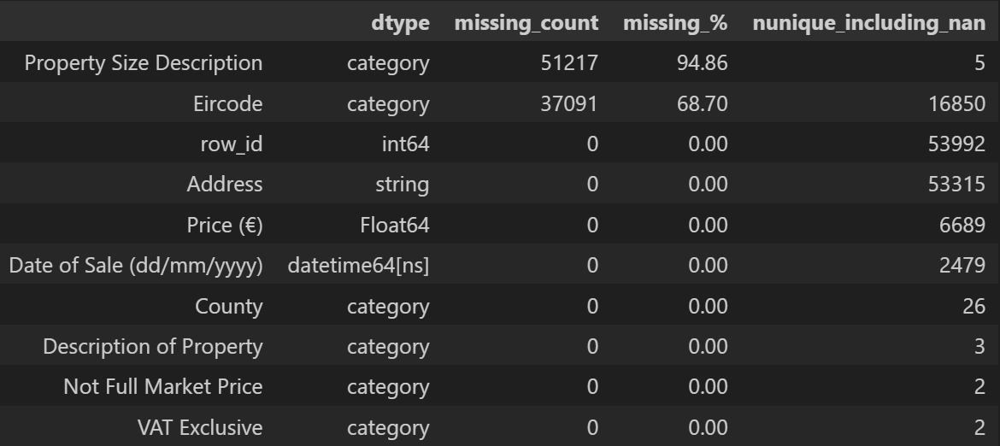 dtype missing_count missing_% nunique_including_nan
Property Size Description category 51217 94.86 5
Eircode category 37091 68.70 16850
row_id int64 0 0.00 53992
Address string 0 0.00 53315
Price (€) Float64 0 0.00 6689
Date of Sale (dd/mm/yyyy) datetime64[ns] 0 0.00 2479
County category 0 0.00 26
Description of Property category 0 0.00 3
Not Full Market Price category 0 0.00 2
VAT Exclusive category 0 0.00 2